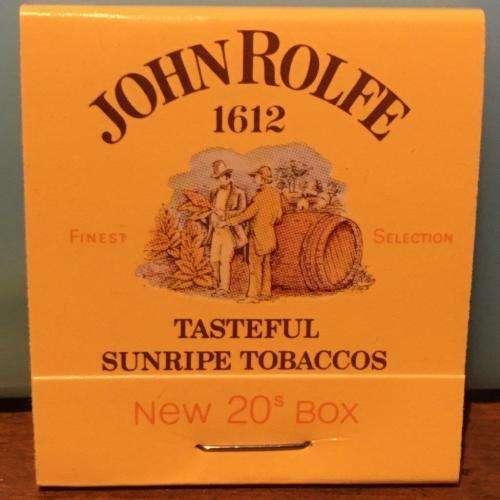 JOHN ROLFE
1612
FINEST SELECTION
TASTEFUL
SUNRIPE TOBACCOS
New 20s Box